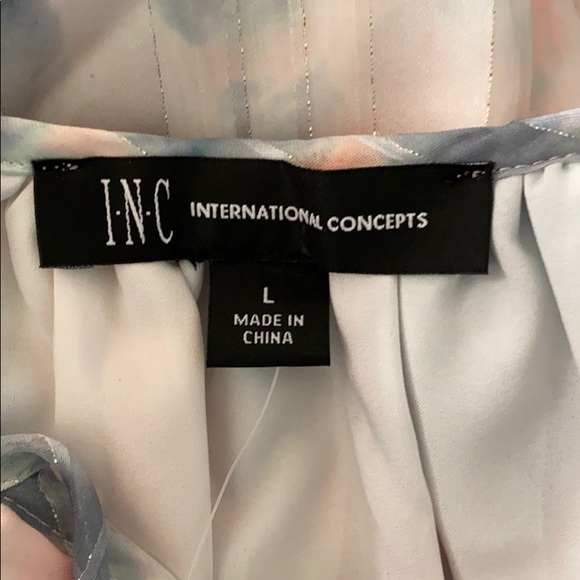 I·N·C INTERNATIONAL CONCEPTS
L
MADE IN
CHINA